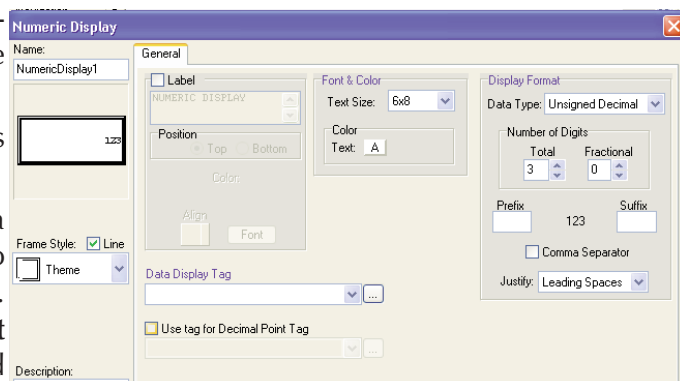 Numeric Display
Name:
NumericDisplay1
123
Frame Style: Line
Theme
Description:
General
Label
NUMERIC DISPLAY
Position
Top Bottom
Color
Align
Font
Font & Color
Text Size: 6x8
Color
Text: A
Data Display Tag
...
Use tag for Decimal Point Tag
...
Display Format
Data Type: Unsigned Decimal
Number of Digits
Total Fractional
3 0
Prefix Suffix
123
Comma Separator
Justify: Leading Spaces